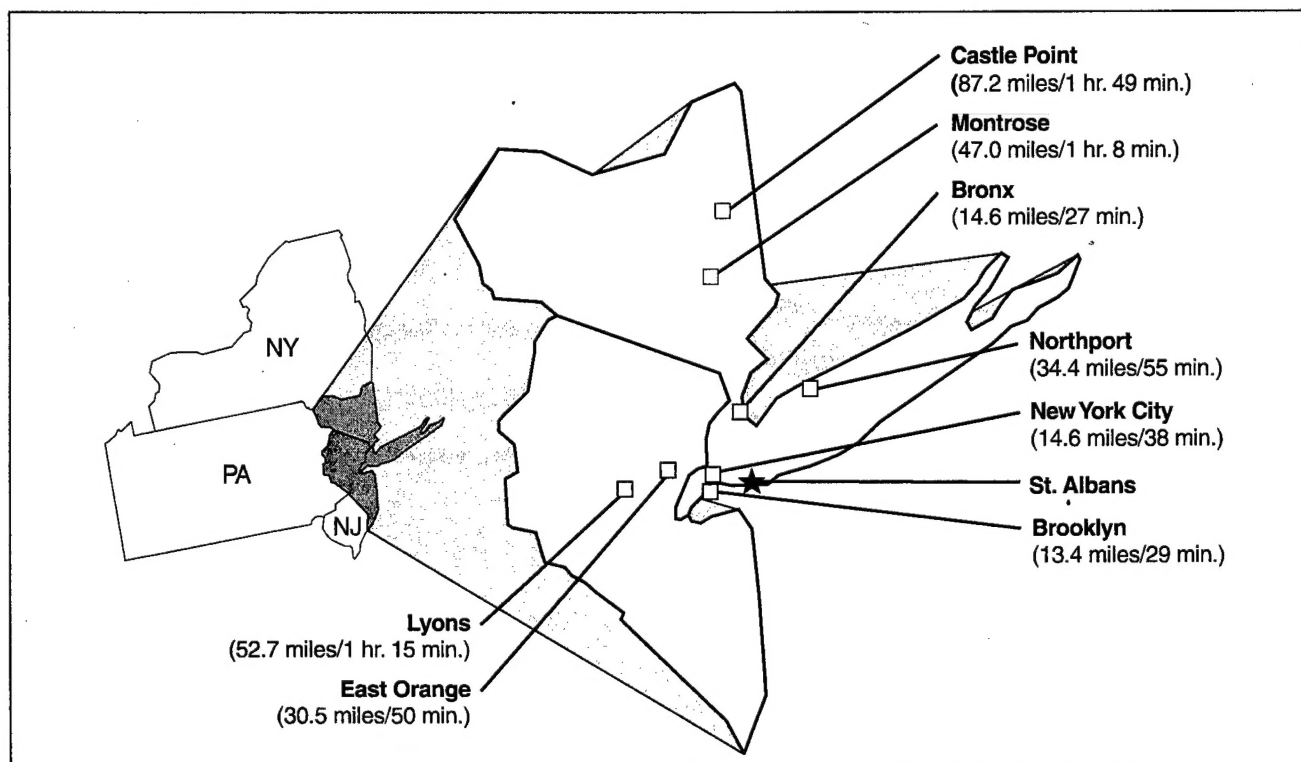 Castle Point
(87.2 miles/1 hr. 49 min.)
Montrose
(47.0 miles/1 hr. 8 min.)
Bronx
(14.6 miles/27 min.)
NY
Northport
(34.4 miles/55 min.)
New York City
(14.6 miles/38 min.)
PA
St. Albans
NJ
Brooklyn
(13.4 miles/29 min.)
Lyons
(52.7 miles/1 hr. 15 min.)
East Orange
(30.5 miles/50 min.)